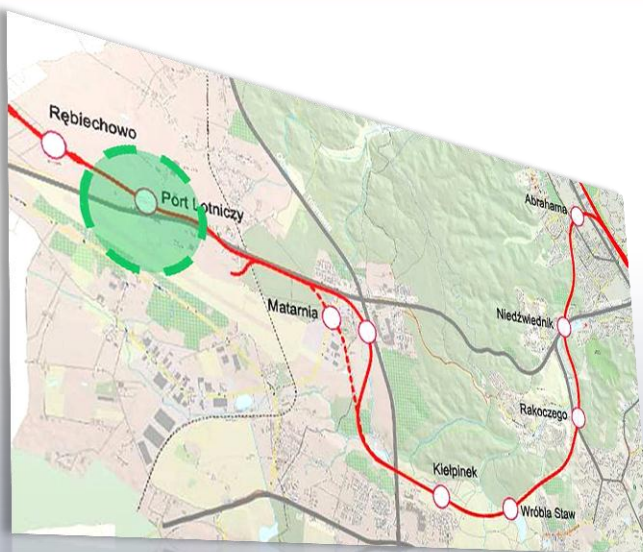 Rębiechowo
Port Lotniczy
Abrahama
Matarnia
Niedźwiednik
Rakoczego
Kiełpinek
Wróbla Staw